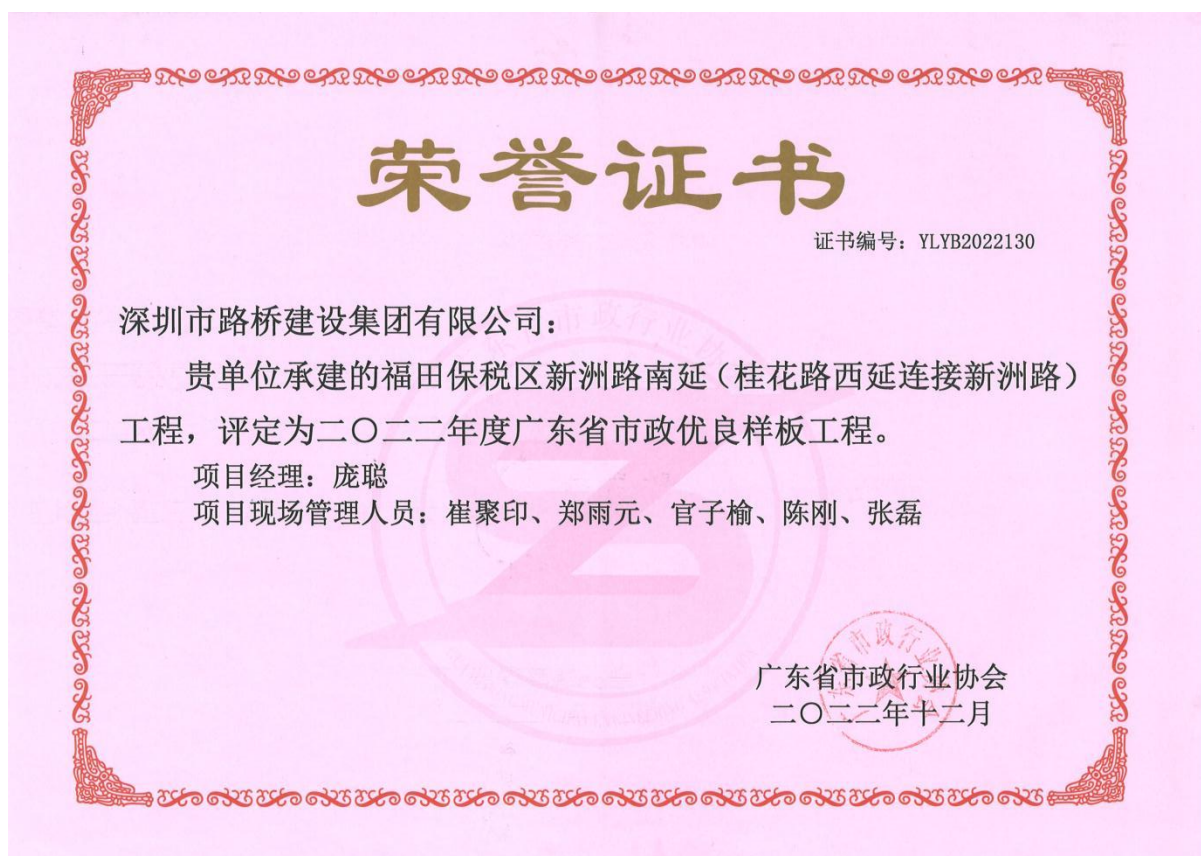 荣誉证书
证书编号：YLYB2022130
深圳市路桥建设集团有限公司：
贵单位承建的福田保税区新洲路南延（桂花路西延连接新洲路）
工程，评定为二〇二二年度广东省市政优良样板工程。
项目经理：庞聪
项目现场管理人员：崔聚印、郑雨元、官子榆、陈刚、张磊
广东省市政行业协会
二〇二二年十二月